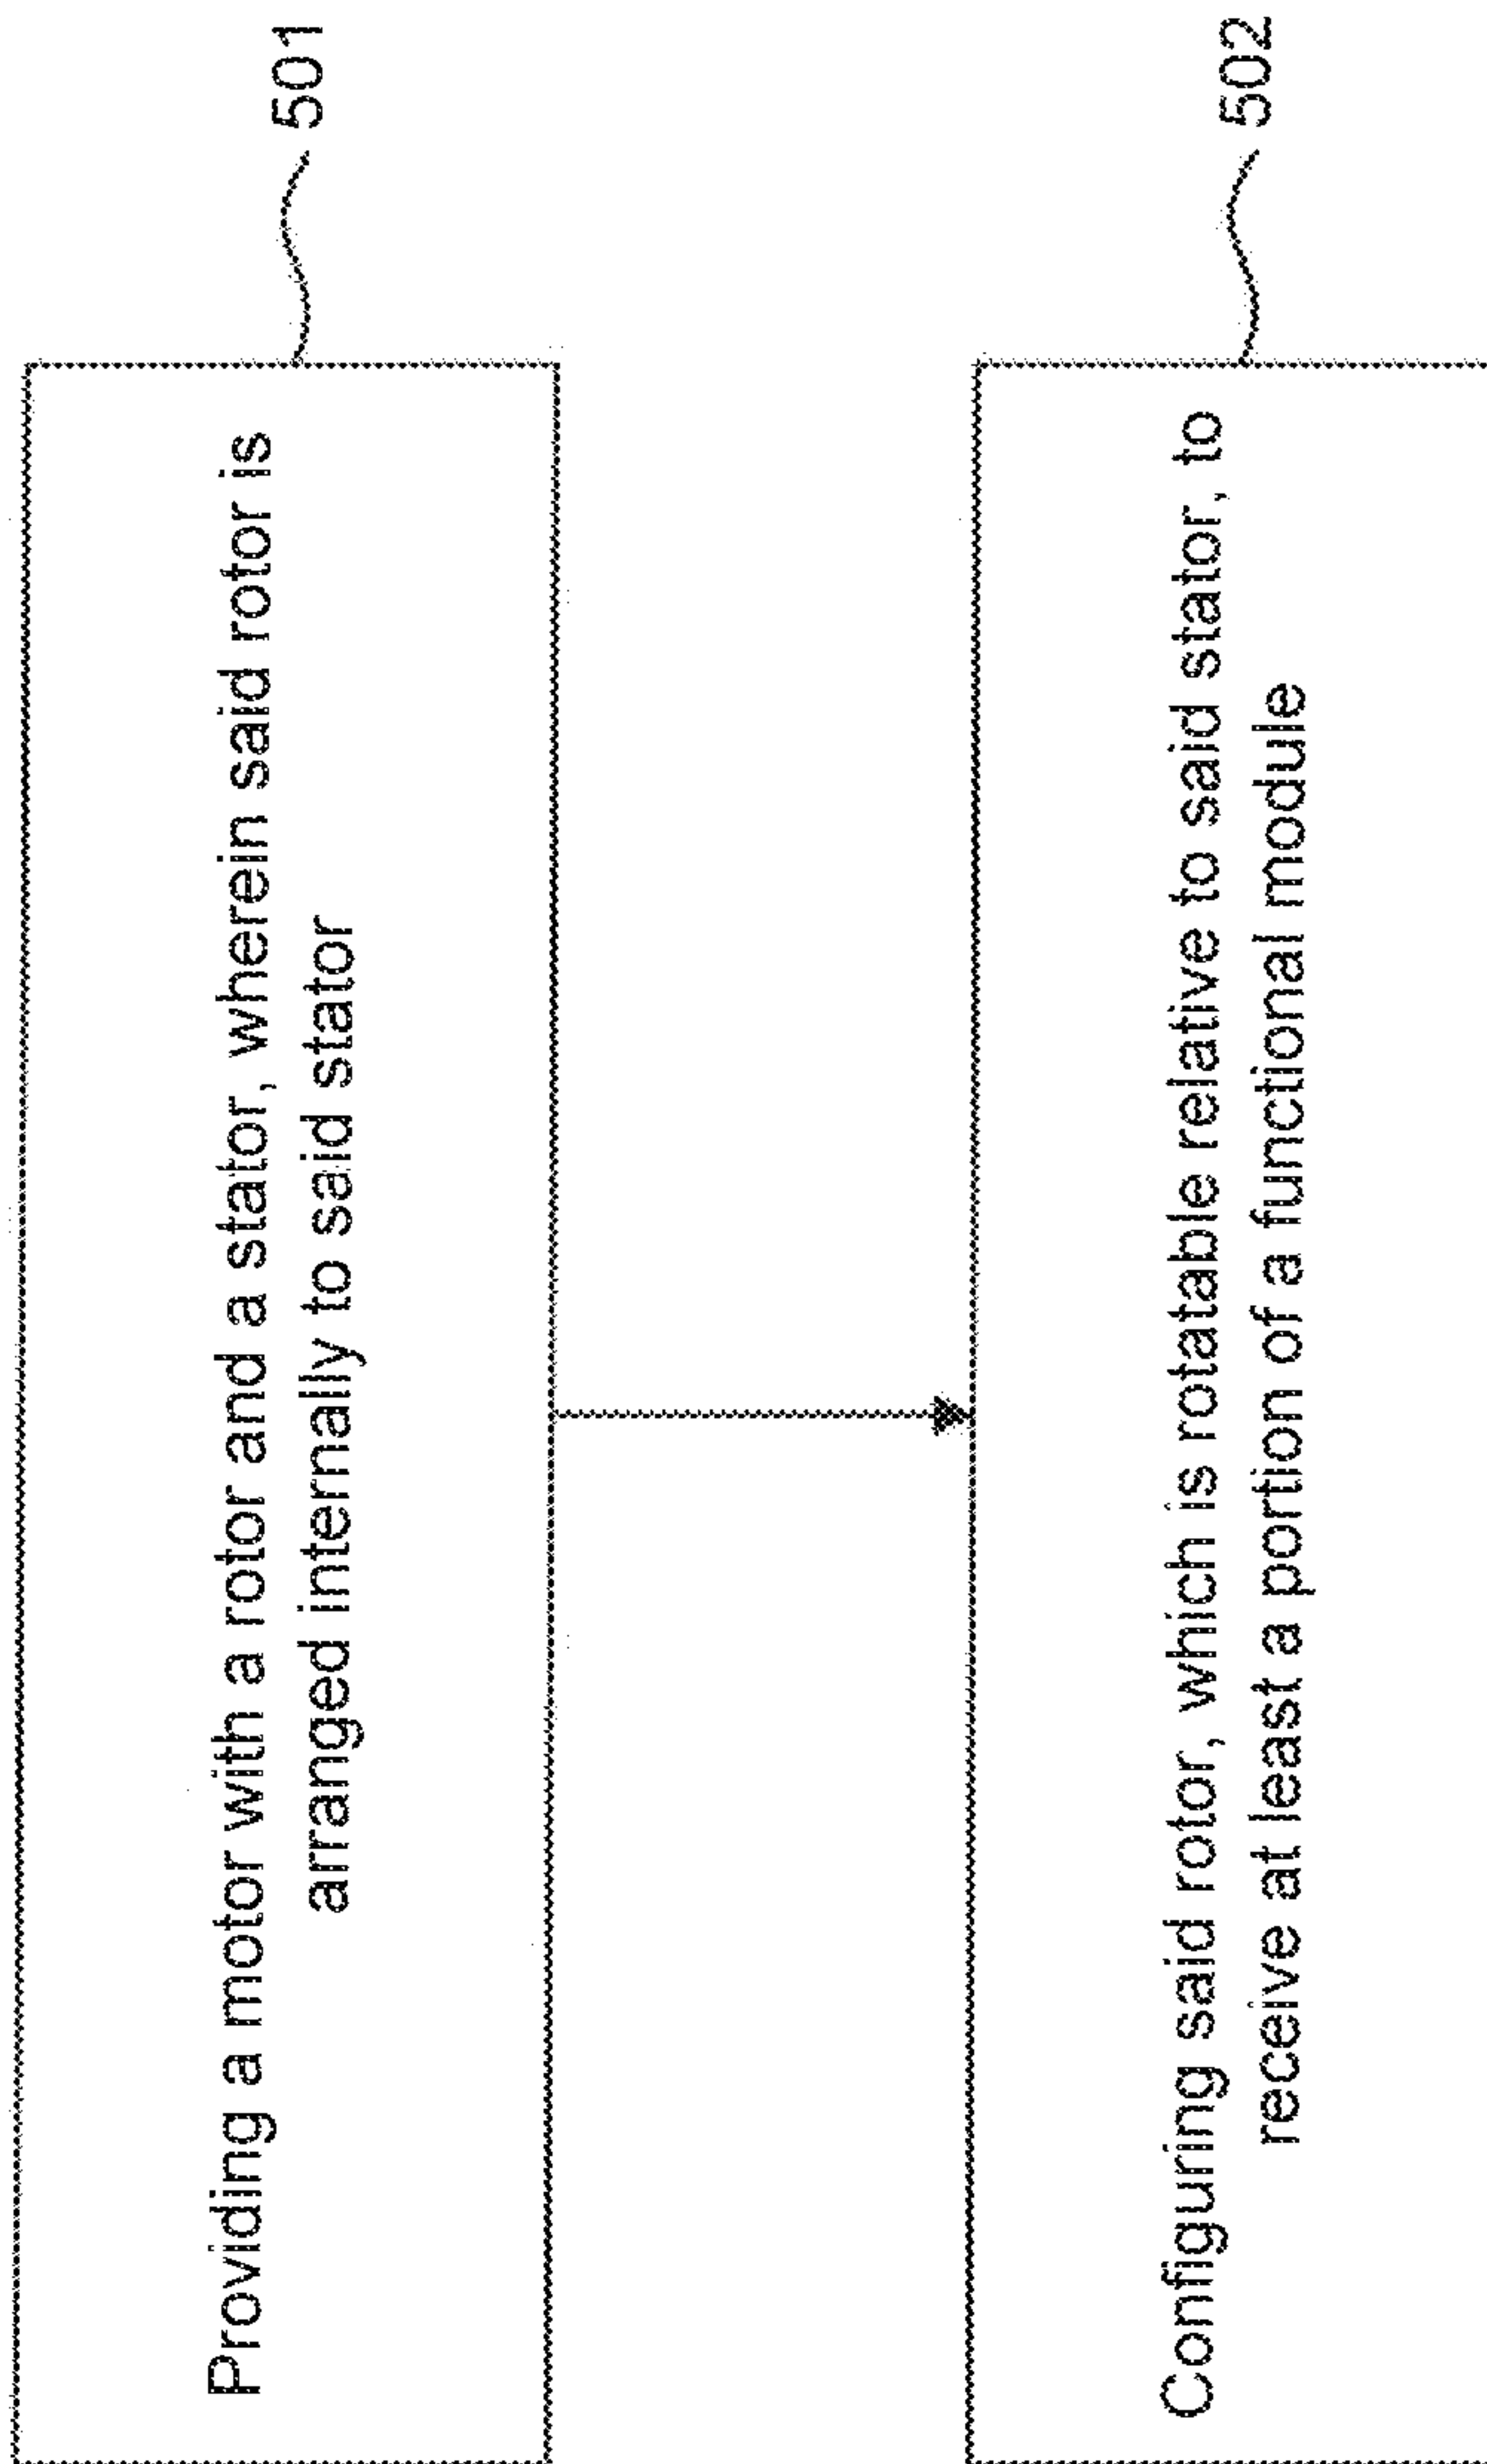 Providing a motor with a rotor and a stator, wherein said rotor is
arranged internally to said stator
501
Configuring said rotor, which is rotatable relative to said stator, to
receive at least a portion of a functional module
502